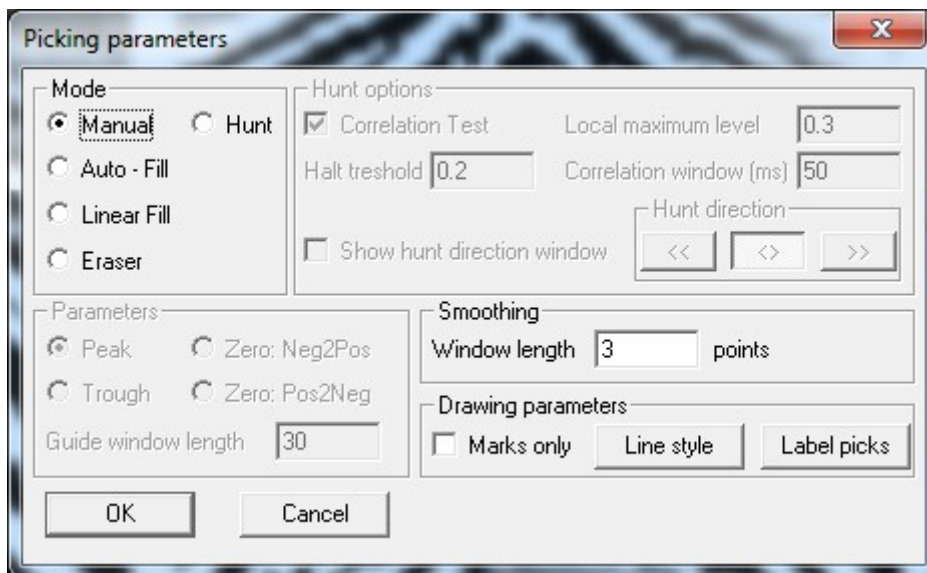 Picking parameters
Mode
Manual Hunt
Auto - Fill
Linear Fill
Eraser
Hunt options
Correlation Test Local maximum level 0.3
Halt treshold 0.2 Correlation window (ms) 50
Hunt direction
Show hunt direction window << <> >>
Parameters
Peak Zero: Neg2Pos
Trough Zero: Pos2Neg
Guide window length 30
Smoothing
Window length 3 points
Drawing parameters
Marks only Line style Label picks
OK Cancel